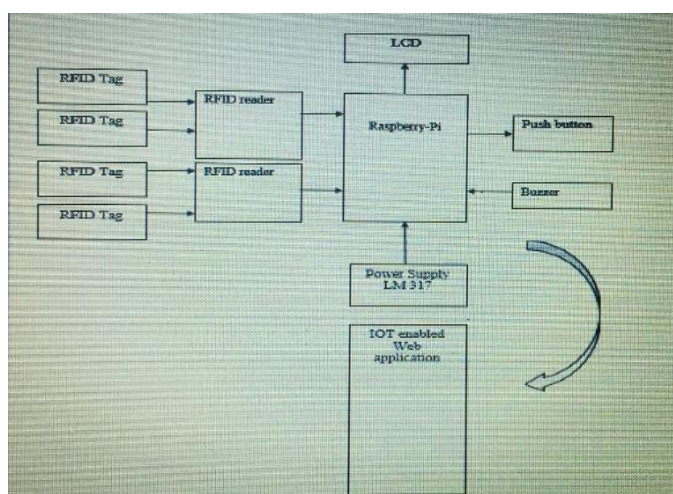 LCD
RFID Tag
RFID reader
RFID Tag
Raspberry-Pi
Push button
RFID Tag
RFID reader
RFID Tag
Buzzer
Power Supply
LM 317
IOT enabled
Web
application